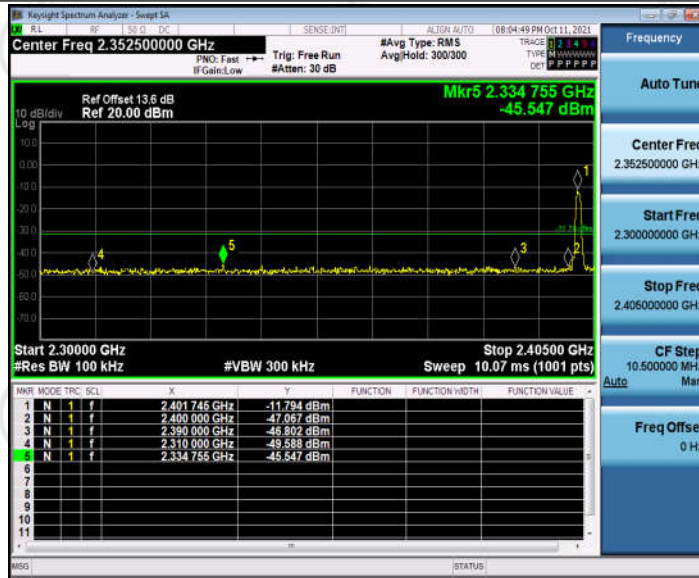 Keysight Spectrum Analyzer - Swept SA
RL RF 50 Ω DC SENSE:INT ALIGN AUTO 08:04:49 PM Oct 11, 2021
Center Freq 2.352500000 GHz
PNO: Fast
IFGain:Low
Trig: Free Run
#Atten: 30 dB
#Avg Type: RMS
Avg|Hold: 300/300
TRACE 1 2 3 4 5 6
TYPE M WWWWW
DET P P P P P P
Frequency
Auto Tune
Center Freq
2.352500000 GHz
Start Freq
2.300000000 GHz
Stop Freq
2.405000000 GHz
CF Step
10.500000 MHz
Auto Man
Freq Offset
0 Hz
Mkr5 2.334 755 GHz
-45.547 dBm
Ref Offset 13.6 dB
10 dB/div Ref 20.00 dBm
Log
10.0
0.00
-10.0
-20.0
-30.0
-40.0
-50.0
-60.0
-70.0
1
2
3
4
5
Start 2.30000 GHz Stop 2.40500 GHz
#Res BW 100 kHz #VBW 300 kHz Sweep 10.07 ms (1001 pts)
MKR MODE TRC SCL X Y FUNCTION FUNCTION WIDTH FUNCTION VALUE
1 N 1 f 2.401 745 GHz -11.794 dBm
2 N 1 f 2.400 000 GHz -47.067 dBm
3 N 1 f 2.390 000 GHz -46.802 dBm
4 N 1 f 2.310 000 GHz -49.588 dBm
5 N 1 f 2.334 755 GHz -45.547 dBm
6
7
8
9
10
11
MSG STATUS